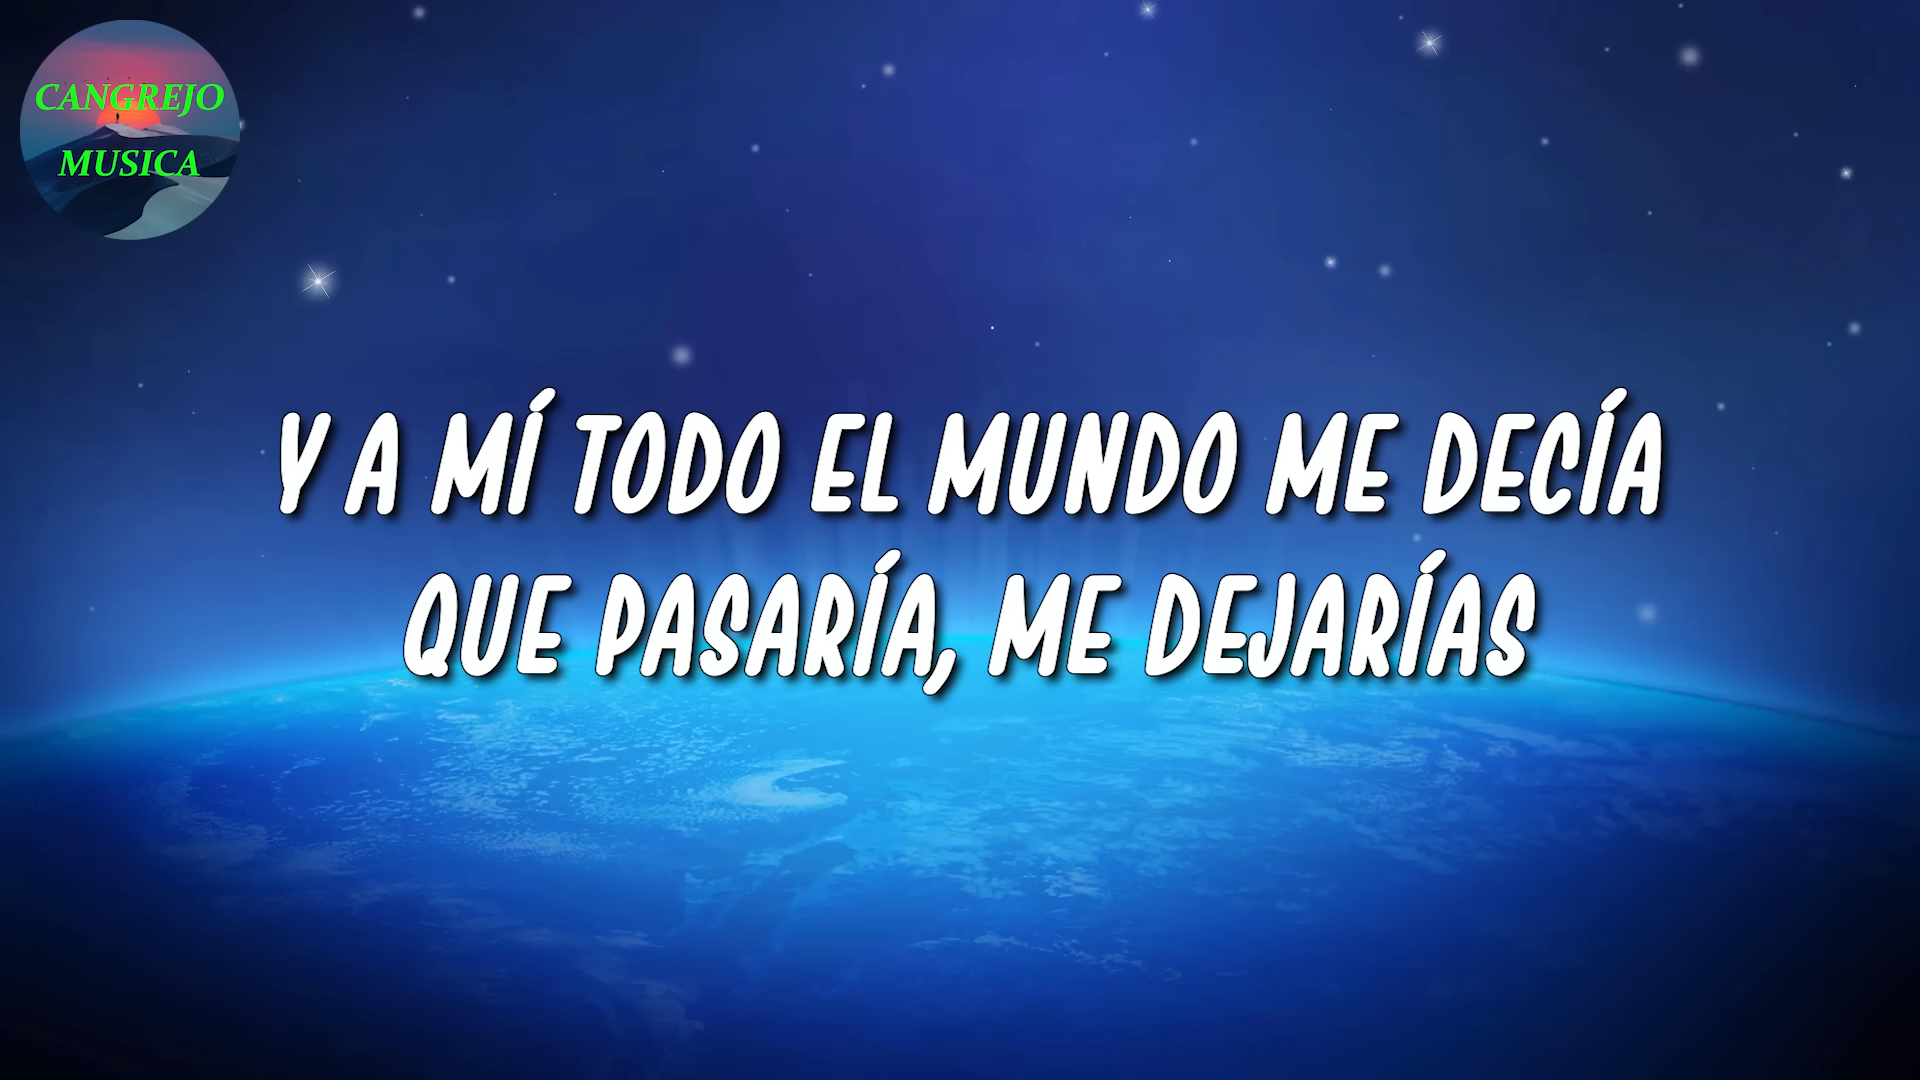 CANGREJO
MUSICA
Y A MÍ TODO EL MUNDO ME DECÍA
QUE PASARÍA, ME DEJARÍAS